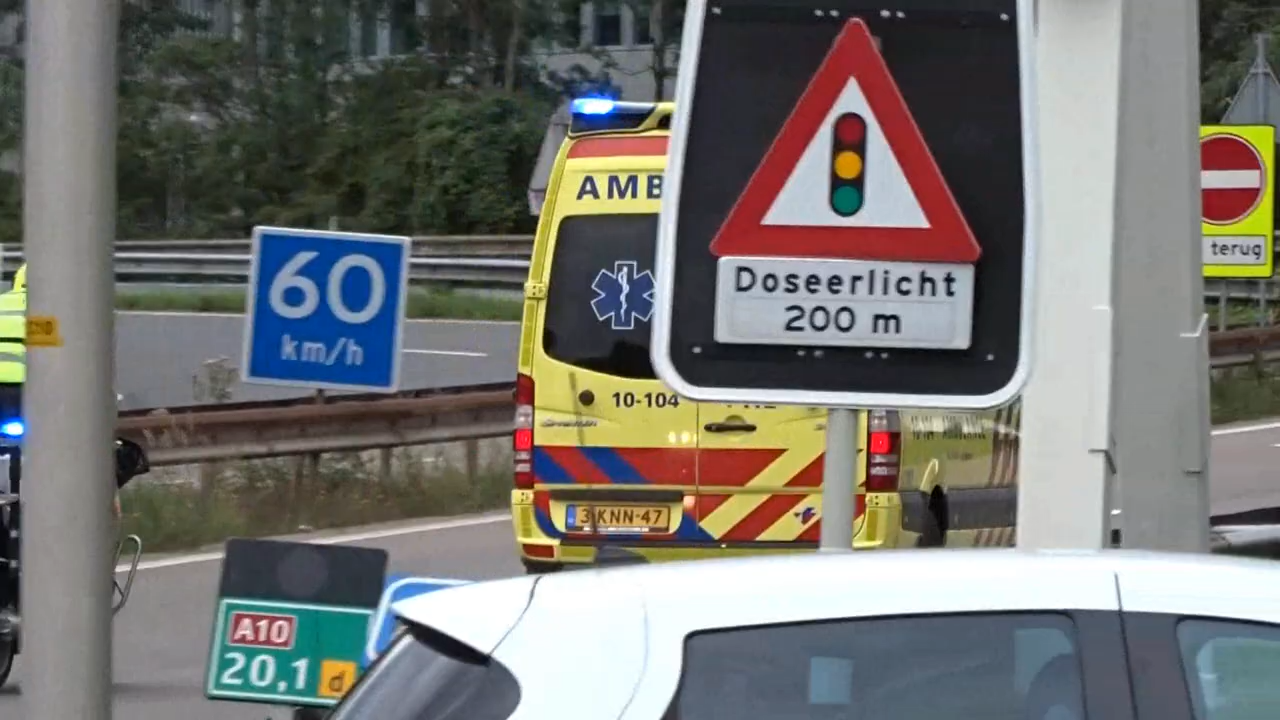 AMB
60
km/h
Doseerlicht
200 m
terug
10-104
3-KNN-47
A10
20,1 d